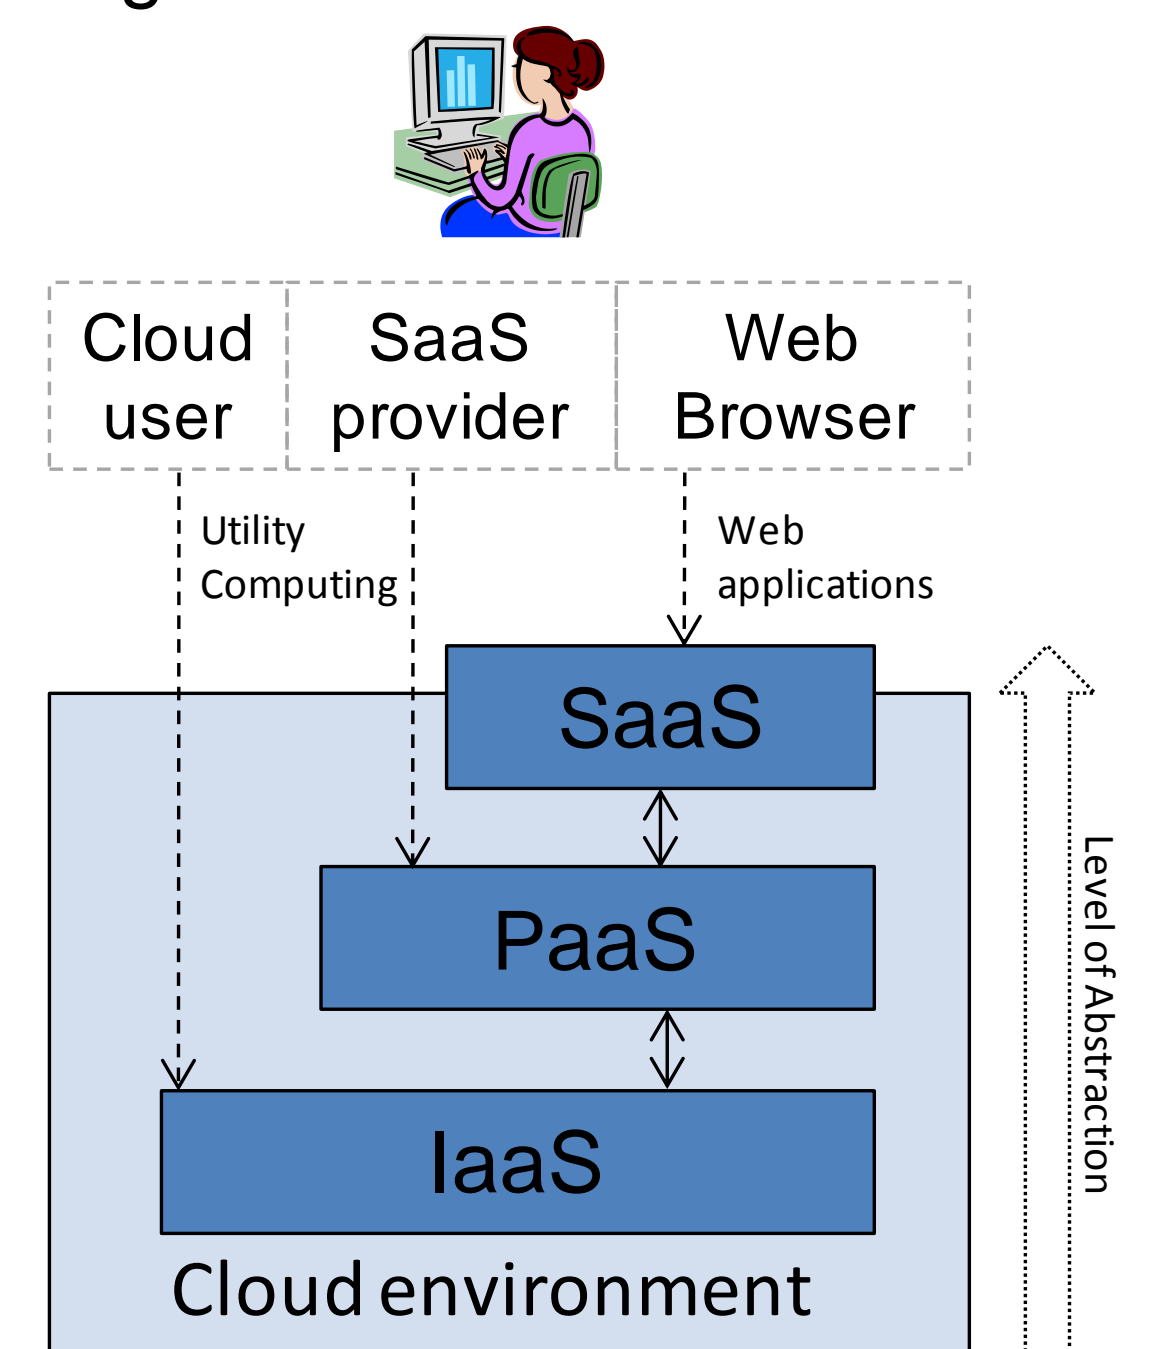 Cloud
user
SaaS
provider
Web
Browser
Utility
Computing
Web
applications
SaaS
PaaS
IaaS
Cloud environment
Level of Abstraction